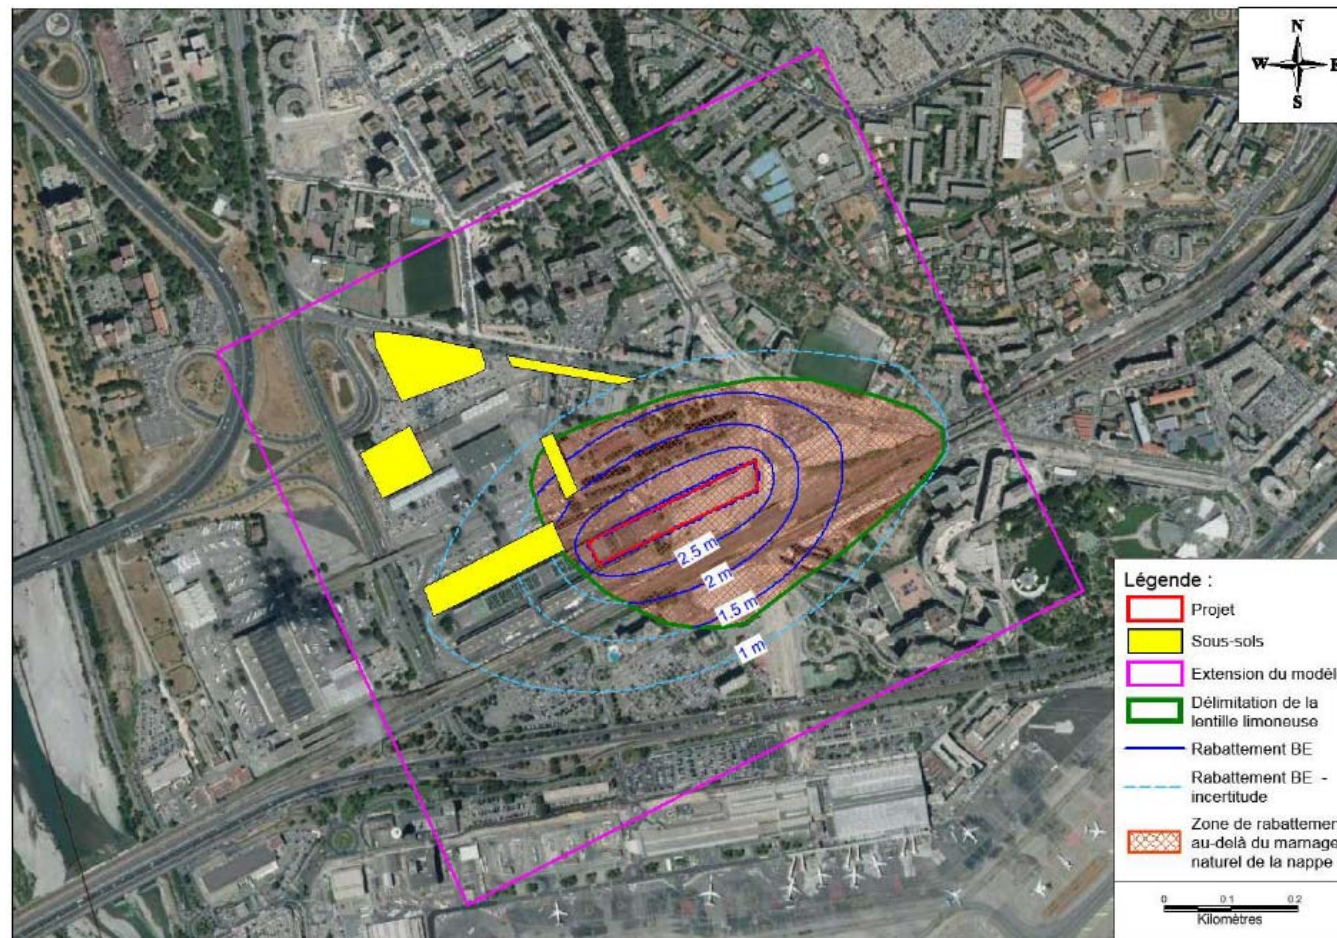 N
W E
S
2.5 m
2 m
1.5 m
1 m
Légende :
Projet
Sous-sols
Extension du modèl
Délimitation de la
lentille limoneuse
Rabattement BE
Rabattement BE -
incertitude
Zone de rabattemen
au-delà du marnage
naturel de la nappe
0 0.1 0.2
Kilomètres